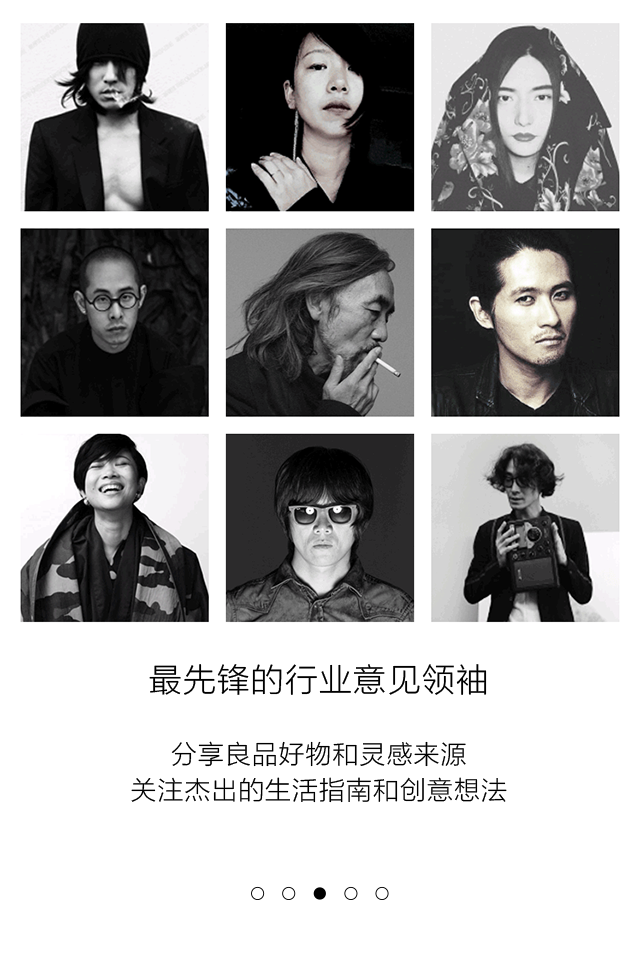 最先锋的行业意见领袖
分享良品好物和灵感来源
关注杰出的生活指南和创意想法